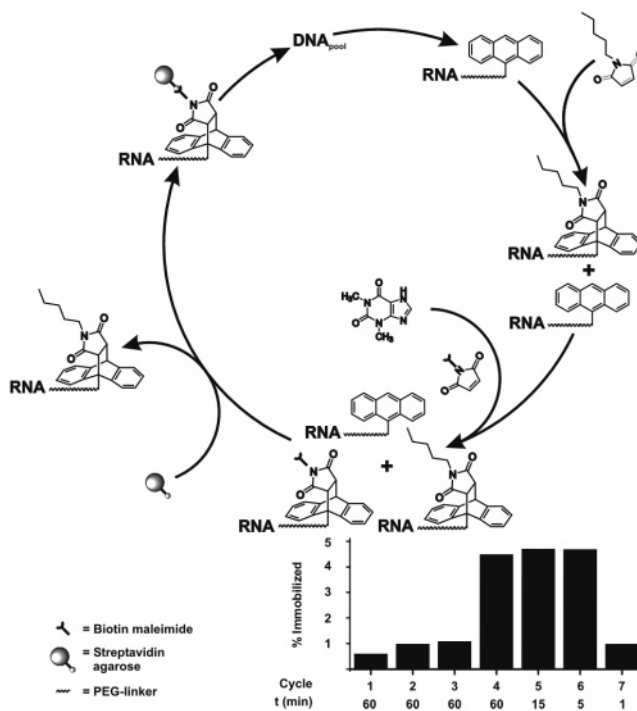 DNApool
RNA
N
O
O
N
O
O
RNA
N
O
O
RNA
+
RNA
O
H
H₃C
N
N
O
N
N
CH₃
N
O
O
N
O
O
RNA
RNA
+
N
O
O
RNA
N
O
O
RNA
% Immobilized
5
4
3
2
1
Cycle 1 2 3 4 5 6 7
t (min) 60 60 60 60 15 5 1
= Biotin maleimide
= Streptavidin
agarose
= PEG-linker